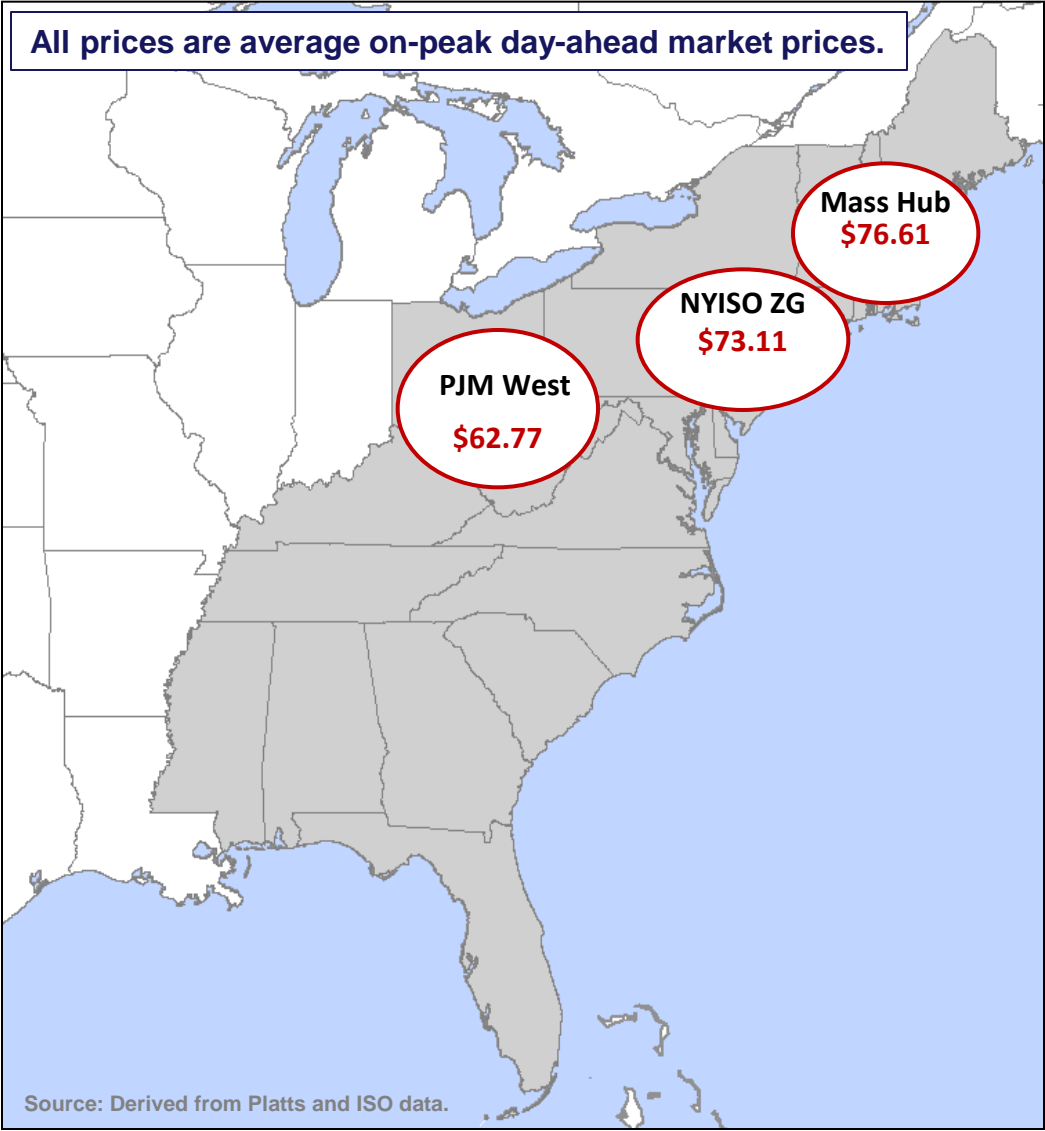 All prices are average on-peak day-ahead market prices.
Mass Hub
$76.61
NYISO ZG
$73.11
PJM West
$62.77
Source: Derived from Platts and ISO data.